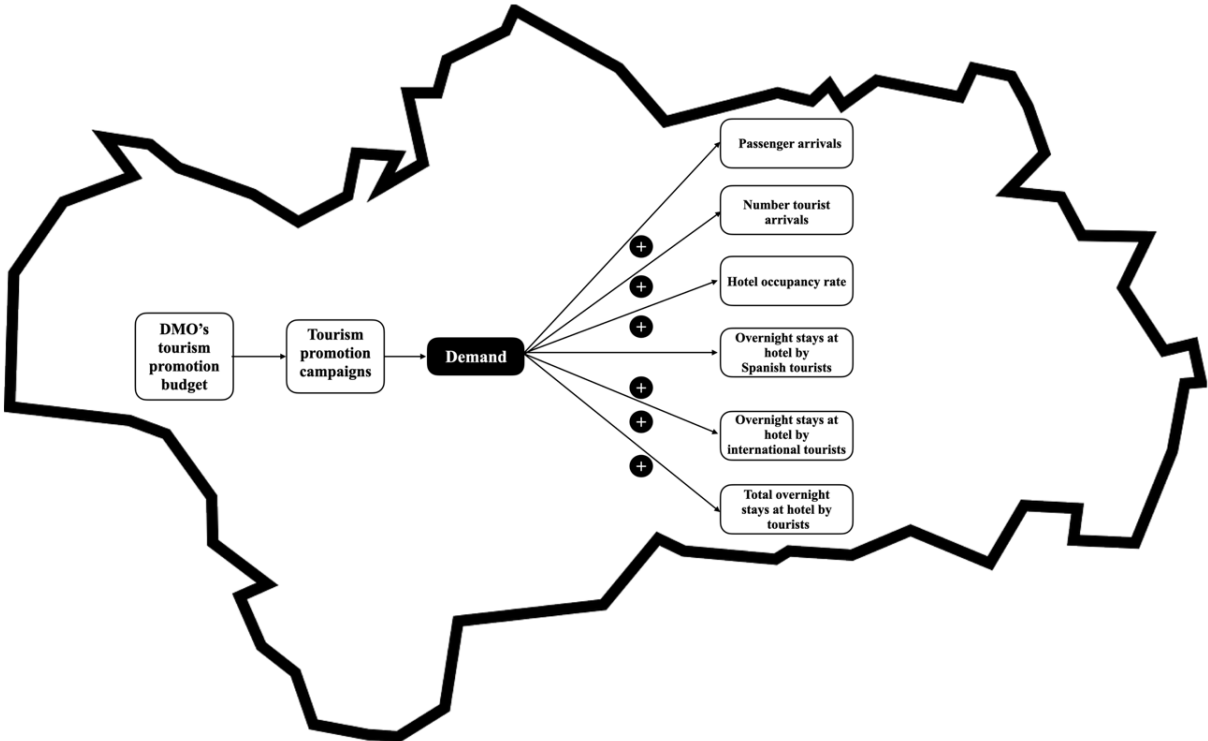 DMO's
tourism
promotion
budget
Tourism
promotion
campaigns
Demand
+
+
+
+
+
+
Passenger arrivals
Number tourist
arrivals
Hotel occupancy rate
Overnight stays at
hotel by
Spanish tourists
Overnight stays at
hotel by
international tourists
Total overnight
stays at hotel by
tourists